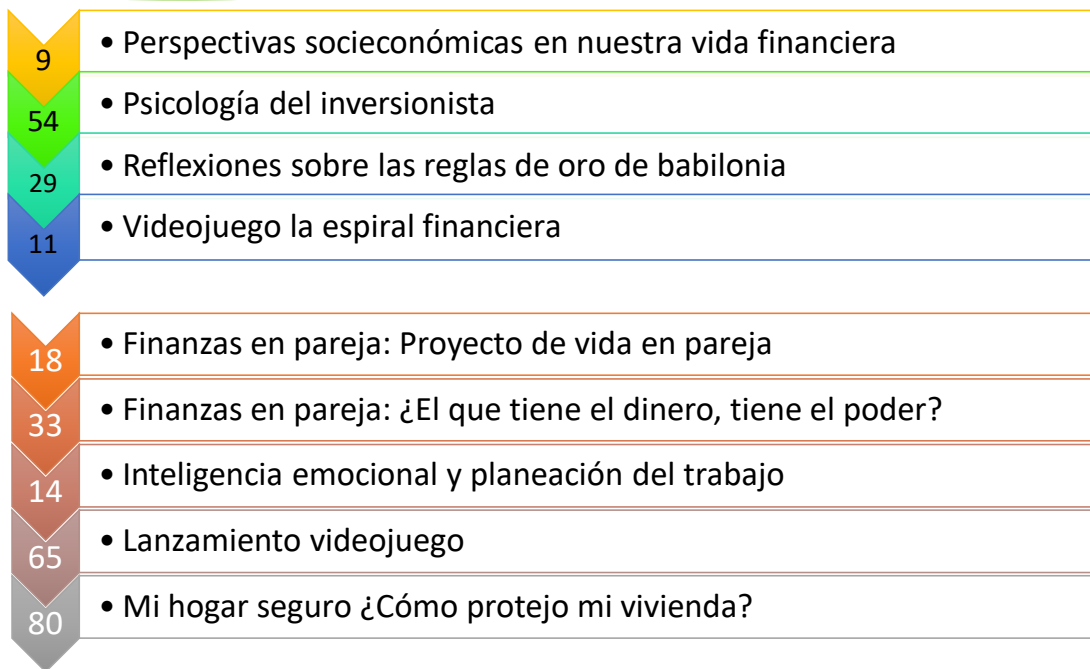 9 • Perspectivas socieconómicas en nuestra vida financiera
54 • Psicología del inversionista
29 • Reflexiones sobre las reglas de oro de babilonia
11 • Videojuego la espiral financiera
18 • Finanzas en pareja: Proyecto de vida en pareja
33 • Finanzas en pareja: ¿El que tiene el dinero, tiene el poder?
14 • Inteligencia emocional y planeación del trabajo
65 • Lanzamiento videojuego
80 • Mi hogar seguro ¿Cómo protejo mi vivienda?